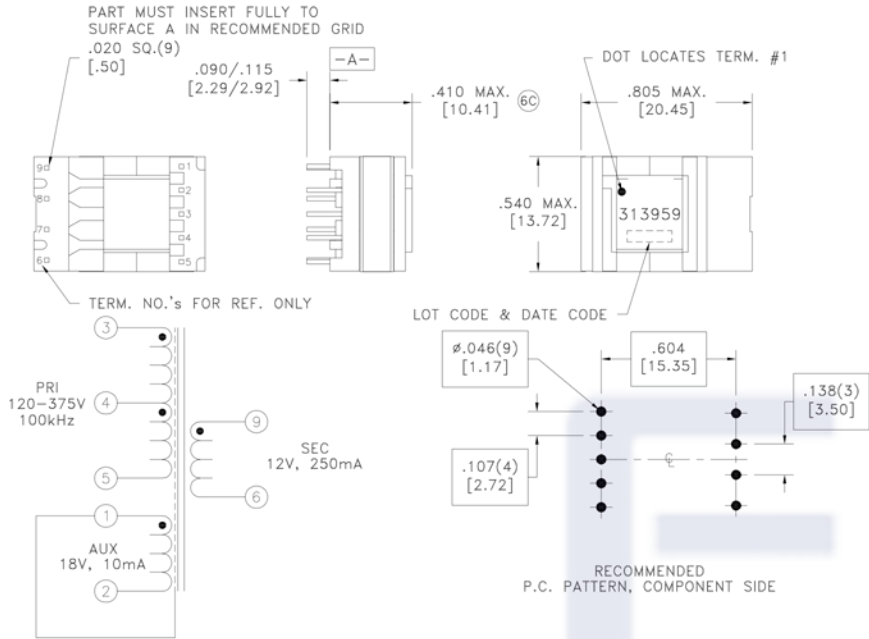 PART MUST INSERT FULLY TO
SURFACE A IN RECOMMENDED GRID
.020 SQ.(9)
[.50]
.090/.115
[2.29/2.92]
-A-
.410 MAX.
[10.41]
6C
DOT LOCATES TERM. #1
.805 MAX.
[20.45]
9
8
7
6
1
2
3
4
5
.540 MAX.
[13.72]
313959
TERM. NO.'s FOR REF. ONLY
LOT CODE & DATE CODE
3
PRI
120-375V
100kHz
4
5
9
SEC
12V, 250mA
6
1
AUX
18V, 10mA
2
ø.046(9)
[1.17]
.604
[15.35]
.138(3)
[3.50]
.107(4)
[2.72]
CL
RECOMMENDED
P.C. PATTERN, COMPONENT SIDE